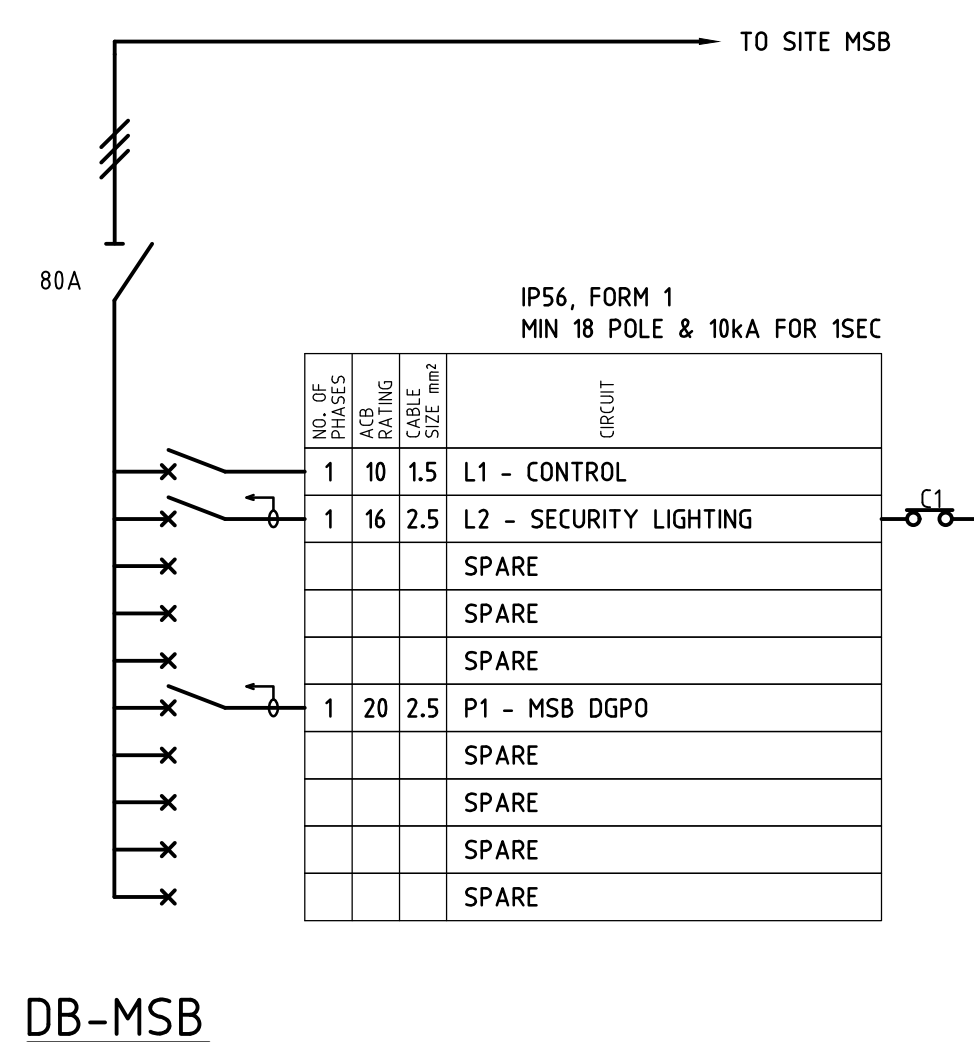 TO SITE MSB
80A
IP56, FORM 1
MIN 18 POLE & 10kA FOR 1SEC
NO. OF PHASES ACB RATING CABLE SIZE mm² CIRCUIT
1 10 1.5 L1 - CONTROL
1 16 2.5 L2 - SECURITY LIGHTING C1
SPARE
SPARE
SPARE
1 20 2.5 P1 - MSB DGPO
SPARE
SPARE
SPARE
SPARE
DB-MSB